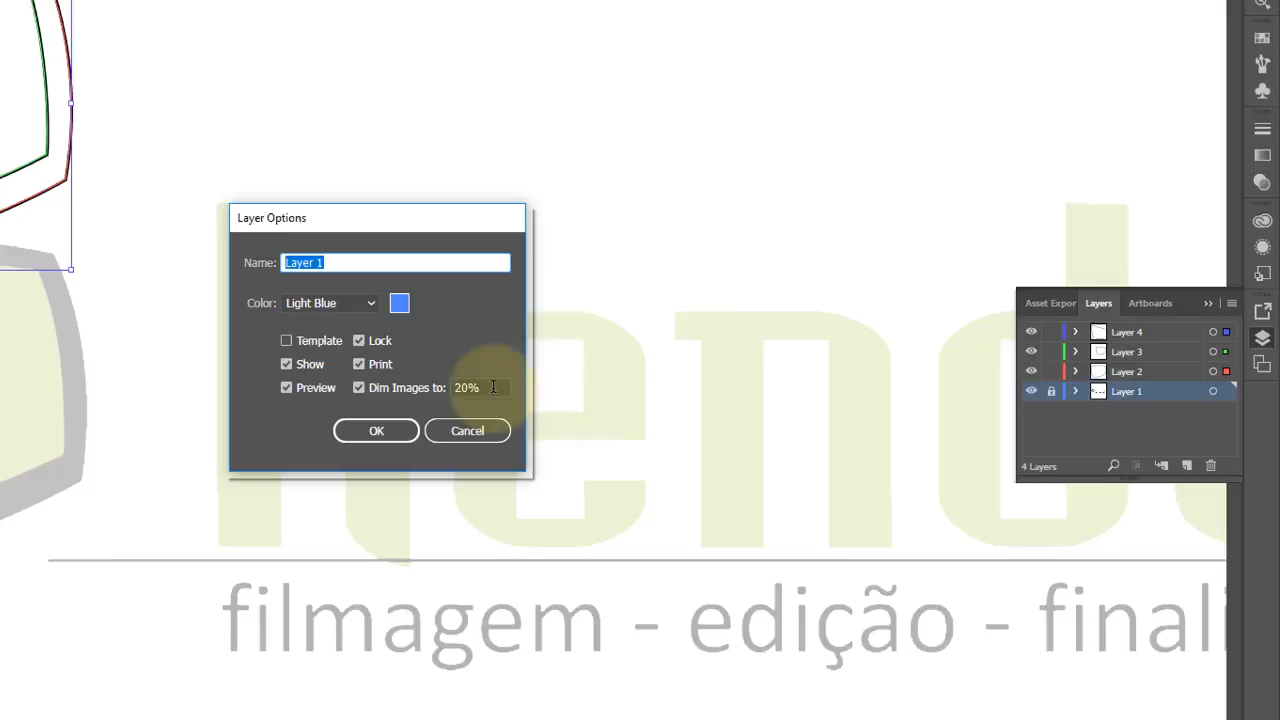 Layer Options
Name: Layer 1
Color: Light Blue
Template Lock
Show Print
Preview Dim Images to: 20%
OK Cancel
Asset Expor Layers Artboards
Layer 4
Layer 3
Layer 2
Layer 1
4 Layers
filmagem - edição - finali